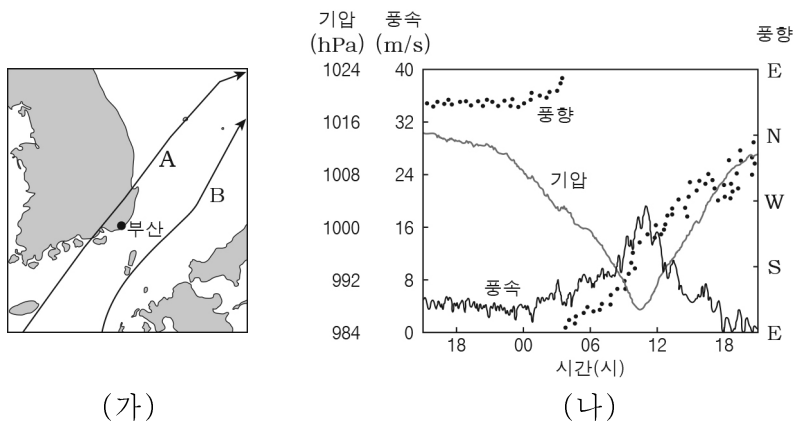 기압 풍속
(hPa) (m/s)
풍향
1024 40 E
1016 32 N
1008 24 W
1000 16
992 8 S
984 0 E
풍향
기압
풍속
18 00 06 12 18
시간(시)
(나)
A
B
부산
(가)